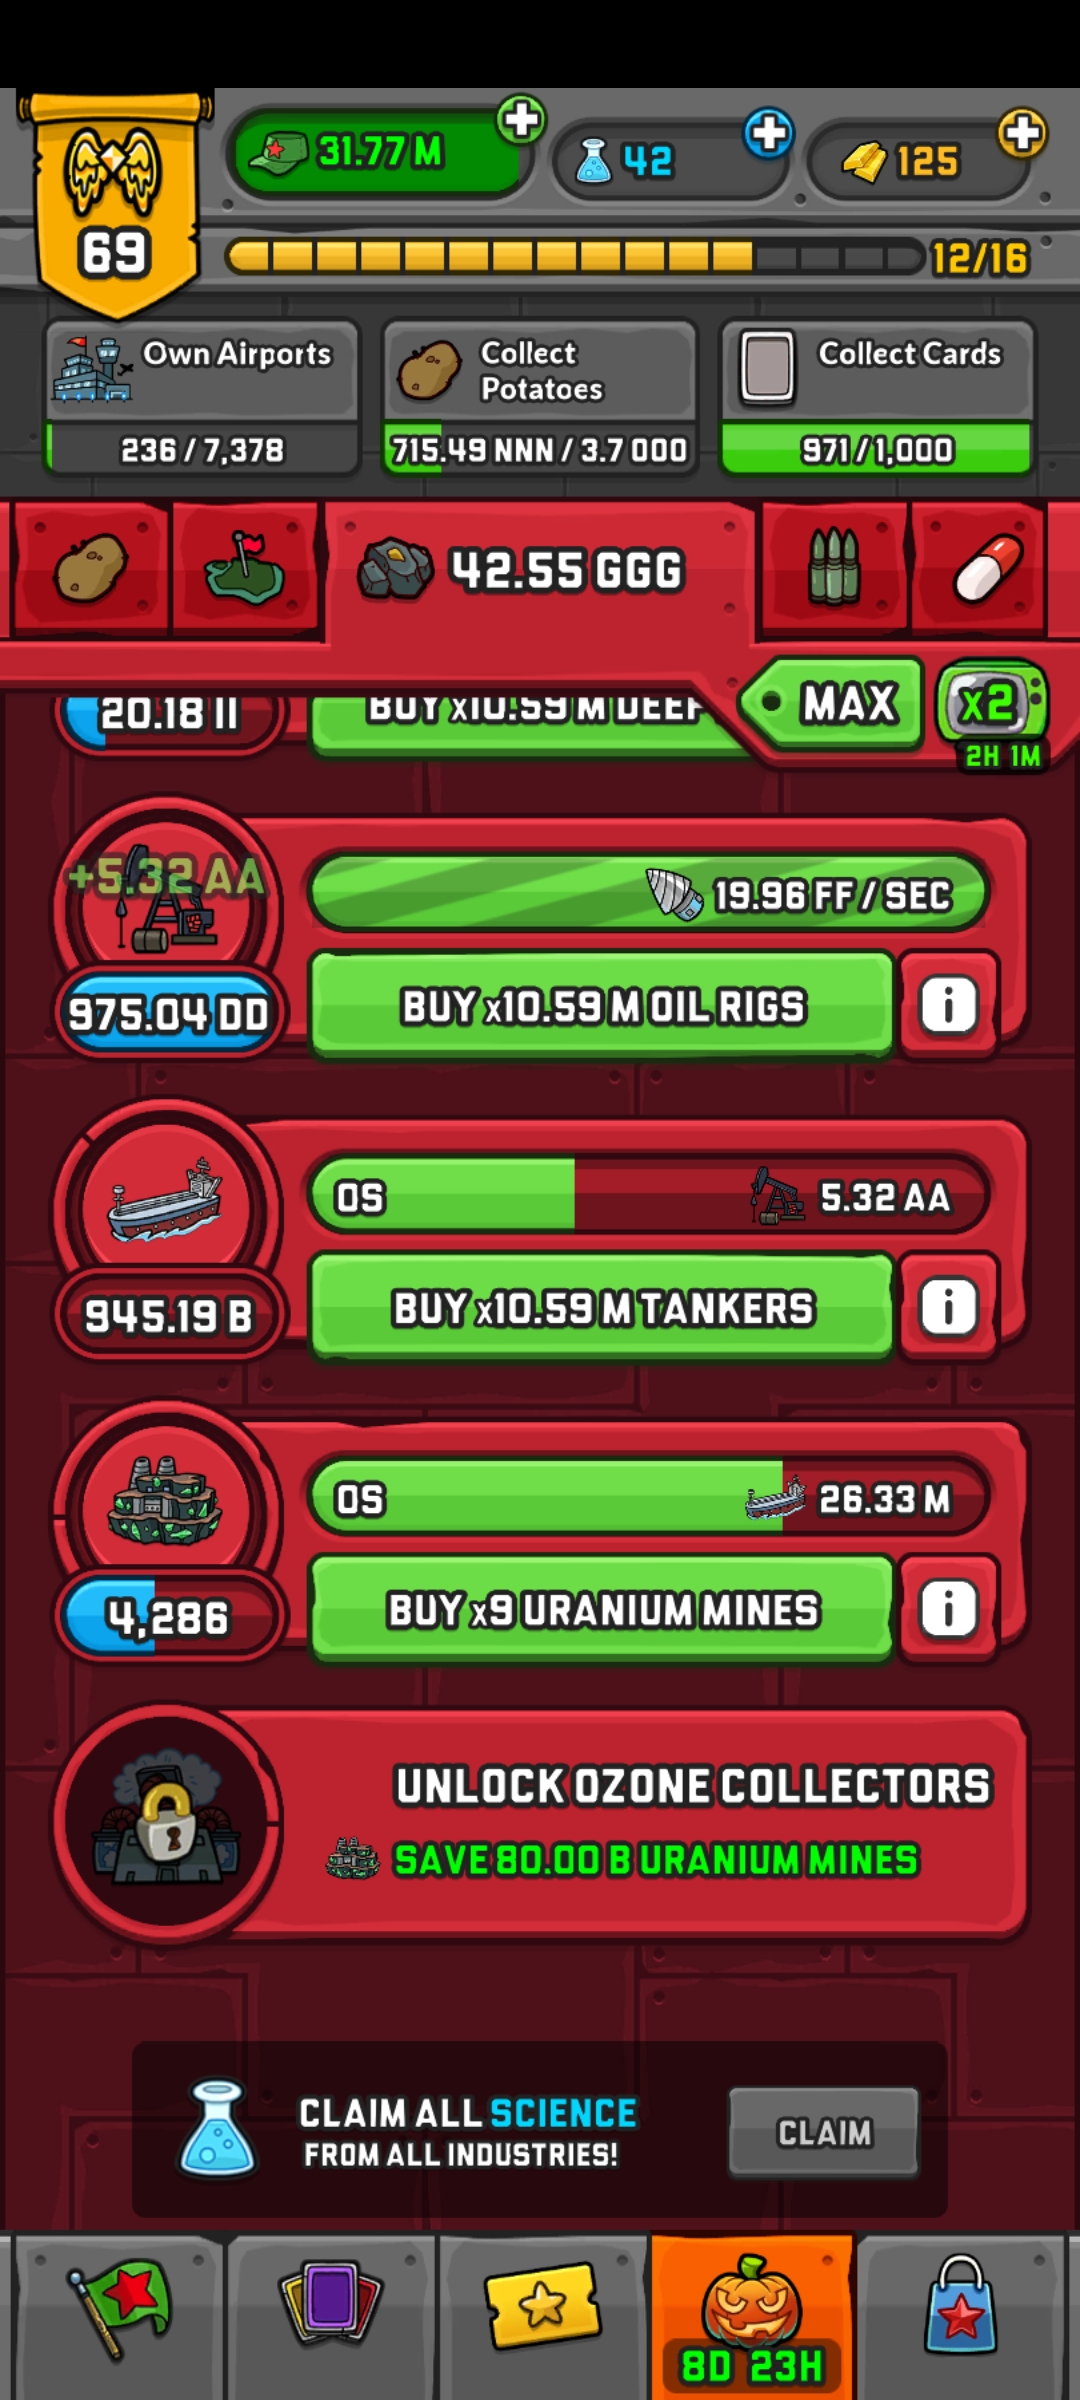 31.77 M
42
125
69
12/16
Own Airports
236 / 7,378
Collect
Potatoes
715.49 NNN / 3.7 OOO
Collect Cards
971 / 1,000
42.55 GGG
MAX
x2
2H 1M
20.18 II
BUY x10.59 M DEEP
+5.32 AA
19.96 FF / SEC
975.04 DD
BUY x10.59 M OIL RIGS
i
0S
5.32 AA
945.19 B
BUY x10.59 M TANKERS
i
0S
26.33 M
4,286
BUY x9 URANIUM MINES
i
UNLOCK OZONE COLLECTORS
SAVE 80.00 B URANIUM MINES
CLAIM ALL SCIENCE
FROM ALL INDUSTRIES!
CLAIM
8D 23H